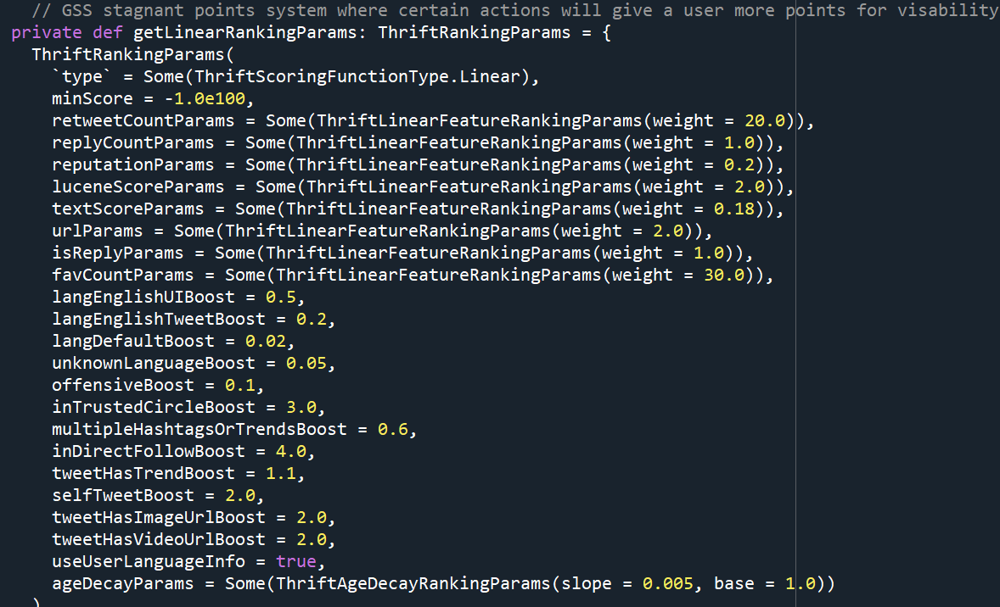 // GSS stagnant points system where certain actions will give a user more points for visability
private def getLinearRankingParams: ThriftRankingParams = {
ThriftRankingParams(
`type` = Some(ThriftScoringFunctionType.Linear),
minScore = -1.0e100,
retweetCountParams = Some(ThriftLinearFeatureRankingParams(weight = 20.0)),
replyCountParams = Some(ThriftLinearFeatureRankingParams(weight = 1.0)),
reputationParams = Some(ThriftLinearFeatureRankingParams(weight = 0.2)),
luceneScoreParams = Some(ThriftLinearFeatureRankingParams(weight = 2.0)),
textScoreParams = Some(ThriftLinearFeatureRankingParams(weight = 0.18)),
urlParams = Some(ThriftLinearFeatureRankingParams(weight = 2.0)),
isReplyParams = Some(ThriftLinearFeatureRankingParams(weight = 1.0)),
favCountParams = Some(ThriftLinearFeatureRankingParams(weight = 30.0)),
langEnglishUIBoost = 0.5,
langEnglishTweetBoost = 0.2,
langDefaultBoost = 0.02,
unknownLanguageBoost = 0.05,
offensiveBoost = 0.1,
inTrustedCircleBoost = 3.0,
multipleHashtagsOrTrendsBoost = 0.6,
inDirectFollowBoost = 4.0,
tweetHasTrendBoost = 1.1,
selfTweetBoost = 2.0,
tweetHasImageUrlBoost = 2.0,
tweetHasVideoUrlBoost = 2.0,
useUserLanguageInfo = true,
ageDecayParams = Some(ThriftAgeDecayRankingParams(slope = 0.005, base = 1.0))
)